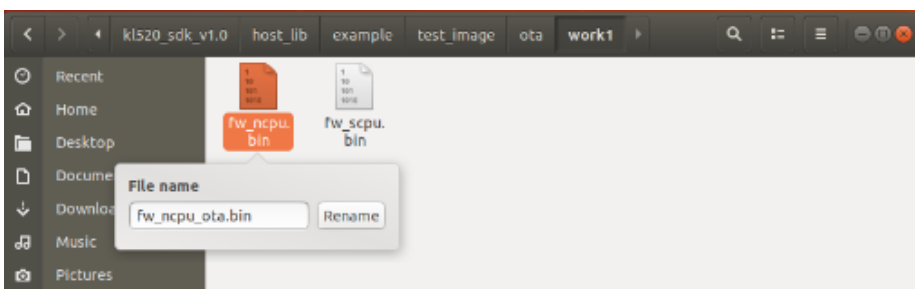 kl520_sdk_v1.0 host_lib example test_image ota work1
Recent
Home
Desktop
Docume
Downloa
Music
Pictures
fw_ncpu.
bin
fw_scpu.
bin
File name
fw_ncpu_ota.bin Rename